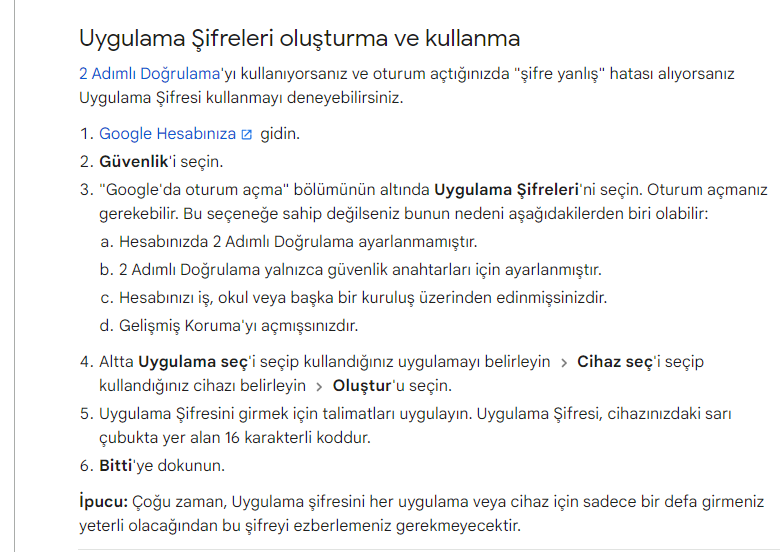 Uygulama Şifreleri oluşturma ve kullanma
2 Adımlı Doğrulama'yı kullanıyorsanız ve oturum açtığınızda "şifre yanlış" hatası alıyorsanız
Uygulama Şifresi kullanmayı deneyebilirsiniz.
1. Google Hesabınıza gidin.
2. Güvenlik'i seçin.
3. "Google'da oturum açma" bölümünün altında Uygulama Şifreleri'ni seçin. Oturum açmanız
gerekebilir. Bu seçeneğe sahip değilseniz bunun nedeni aşağıdakilerden biri olabilir:
a. Hesabınızda 2 Adımlı Doğrulama ayarlanmamıştır.
b. 2 Adımlı Doğrulama yalnızca güvenlik anahtarları için ayarlanmıştır.
c. Hesabınızı iş, okul veya başka bir kuruluş üzerinden edinmişsinizdir.
d. Gelişmiş Koruma'yı açmışsınızdır.
4. Altta Uygulama seç'i seçip kullandığınız uygulamayı belirleyin > Cihaz seç'i seçip
kullandığınız cihazı belirleyin > Oluştur'u seçin.
5. Uygulama Şifresini girmek için talimatları uygulayın. Uygulama Şifresi, cihazınızdaki sarı
çubukta yer alan 16 karakterli koddur.
6. Bitti'ye dokunun.
İpucu: Çoğu zaman, Uygulama şifresini her uygulama veya cihaz için sadece bir defa girmeniz
yeterli olacağından bu şifreyi ezberlemeniz gerekmeyecektir.